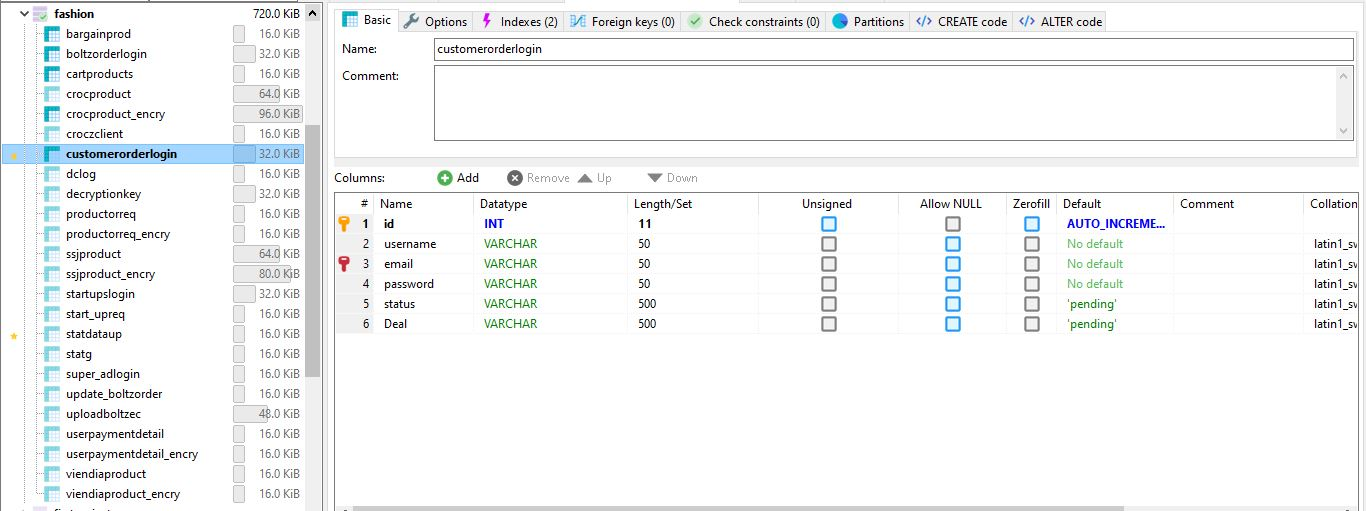 fashion 720.0 KiB
bargainprod 16.0 KiB
boltzorderlogin 32.0 KiB
cartproducts 16.0 KiB
crocproduct 64.0 KiB
crocproduct_encry 96.0 KiB
croczclient 16.0 KiB
customerorderlogin 32.0 KiB
dclog 16.0 KiB
decryptionkey 32.0 KiB
productorreq 16.0 KiB
productorreq_encry 16.0 KiB
ssjproduct 64.0 KiB
ssjproduct_encry 80.0 KiB
startupslogin 32.0 KiB
start_upreq 16.0 KiB
statdataup 16.0 KiB
statg 16.0 KiB
super_adlogin 16.0 KiB
update_boltzorder 16.0 KiB
uploadboltzec 48.0 KiB
userpaymentdetail 16.0 KiB
userpaymentdetail_encry 16.0 KiB
viendiaproduct 16.0 KiB
viendiaproduct_encry 16.0 KiB
Basic Options Indexes (2) Foreign keys (0) Check constraints (0) Partitions CREATE code ALTER code
Name: customerorderlogin
Comment:
Columns: Add Remove Up Down
# Name Datatype Length/Set Unsigned Allow NULL Zerofill Default Comment Collation
1 id INT 11 AUTO_INCREME...
2 username VARCHAR 50 No default latin1_sv
3 email VARCHAR 50 No default latin1_sv
4 password VARCHAR 50 No default latin1_sv
5 status VARCHAR 500 'pending' latin1_sv
6 Deal VARCHAR 500 'pending' latin1_sv